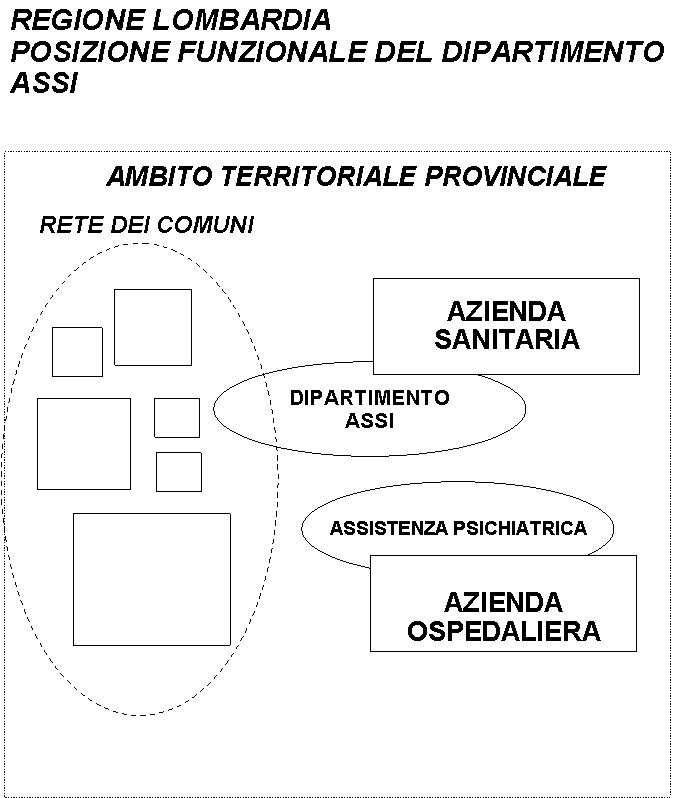 REGIONE LOMBARDIA
POSIZIONE FUNZIONALE DEL DIPARTIMENTO
ASSI
AMBITO TERRITORIALE PROVINCIALE
RETE DEI COMUNI
AZIENDA
SANITARIA
DIPARTIMENTO
ASSI
ASSISTENZA PSICHIATRICA
AZIENDA
OSPEDALIERA